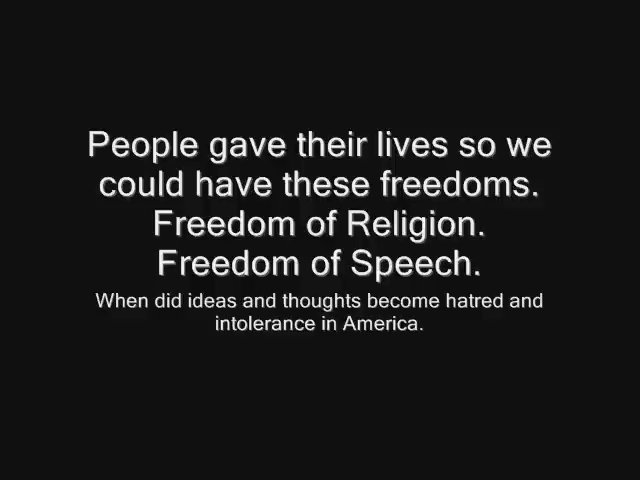 People gave their lives so we
could have these freedoms.
Freedom of Religion.
Freedom of Speech.
When did ideas and thoughts become hatred and
intolerance in America.